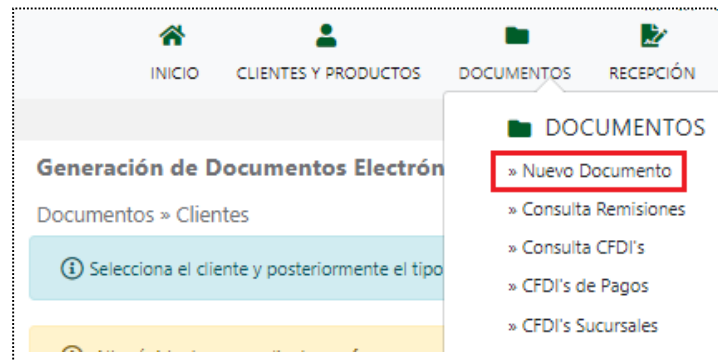 INICIO CLIENTES Y PRODUCTOS DOCUMENTOS RECEPCIÓN
DOCUMENTOS
Generación de Documentos Electrón
» Nuevo Documento
Documentos » Clientes
» Consulta Remisiones
» Consulta CFDI's
Selecciona el cliente y posteriormente el tipo
» CFDI's de Pagos
» CFDI's Sucursales